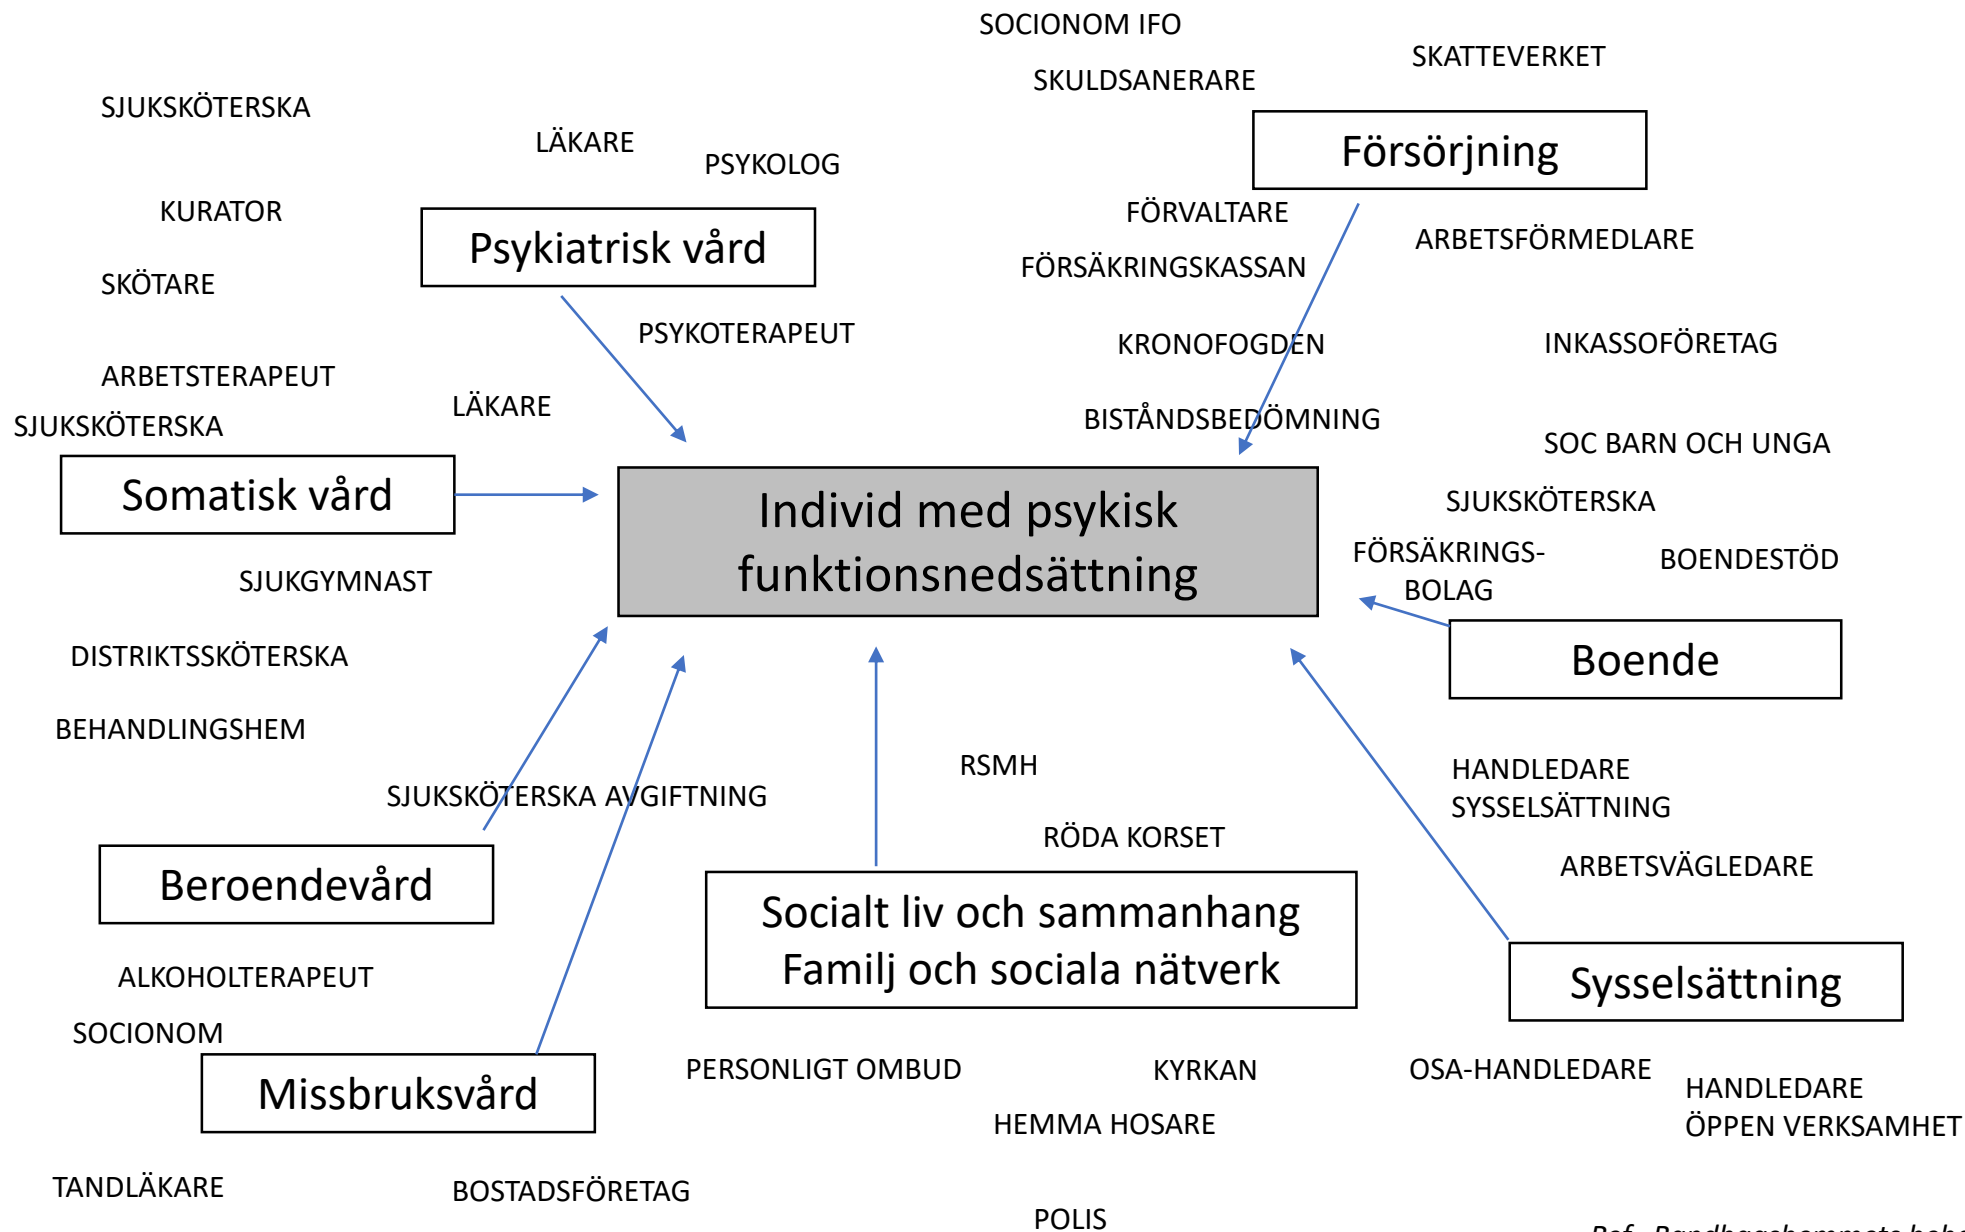 SOCIONOM IFO
SKATTEVERKET
SKULDSANERARE
SJUKSKÖTERSKA
LÄKARE
PSYKOLOG
Försörjning
KURATOR
FÖRVALTARE
ARBETSFÖRMEDLARE
Psykiatrisk vård
SKÖTARE
FÖRSÄKRINGSKASSAN
PSYKOTERAPEUT
KRONOFOGDEN
INKASSOFÖRETAG
ARBETSTERAPEUT
LÄKARE
BISTÅNDSBEDÖMNING
SJUKSKÖTERSKA
SOC BARN OCH UNGA
Somatisk vård
Individ med psykisk
funktionsnedsättning
SJUKSKÖTERSKA
FÖRSÄKRINGS-
BOLAG
BOENDESTÖD
SJUKGYMNAST
DISTRIKTSSKÖTERSKA
Boende
BEHANDLINGSHEM
RSMH
HANDLEDARE
SYSSELSÄTTNING
SJUKSKÖTERSKA AVGIFTNING
RÖDA KORSET
ARBETSVÄGLEDARE
Beroendevård
Socialt liv och sammanhang
Familj och sociala nätverk
Sysselsättning
ALKOHOLTERAPEUT
SOCIONOM
Missbruksvård
PERSONLIGT OMBUD
KYRKAN
OSA-HANDLEDARE
HANDLEDARE
ÖPPEN VERKSAMHET
HEMMA HOSARE
TANDLÄKARE
BOSTADSFÖRETAG
POLIS